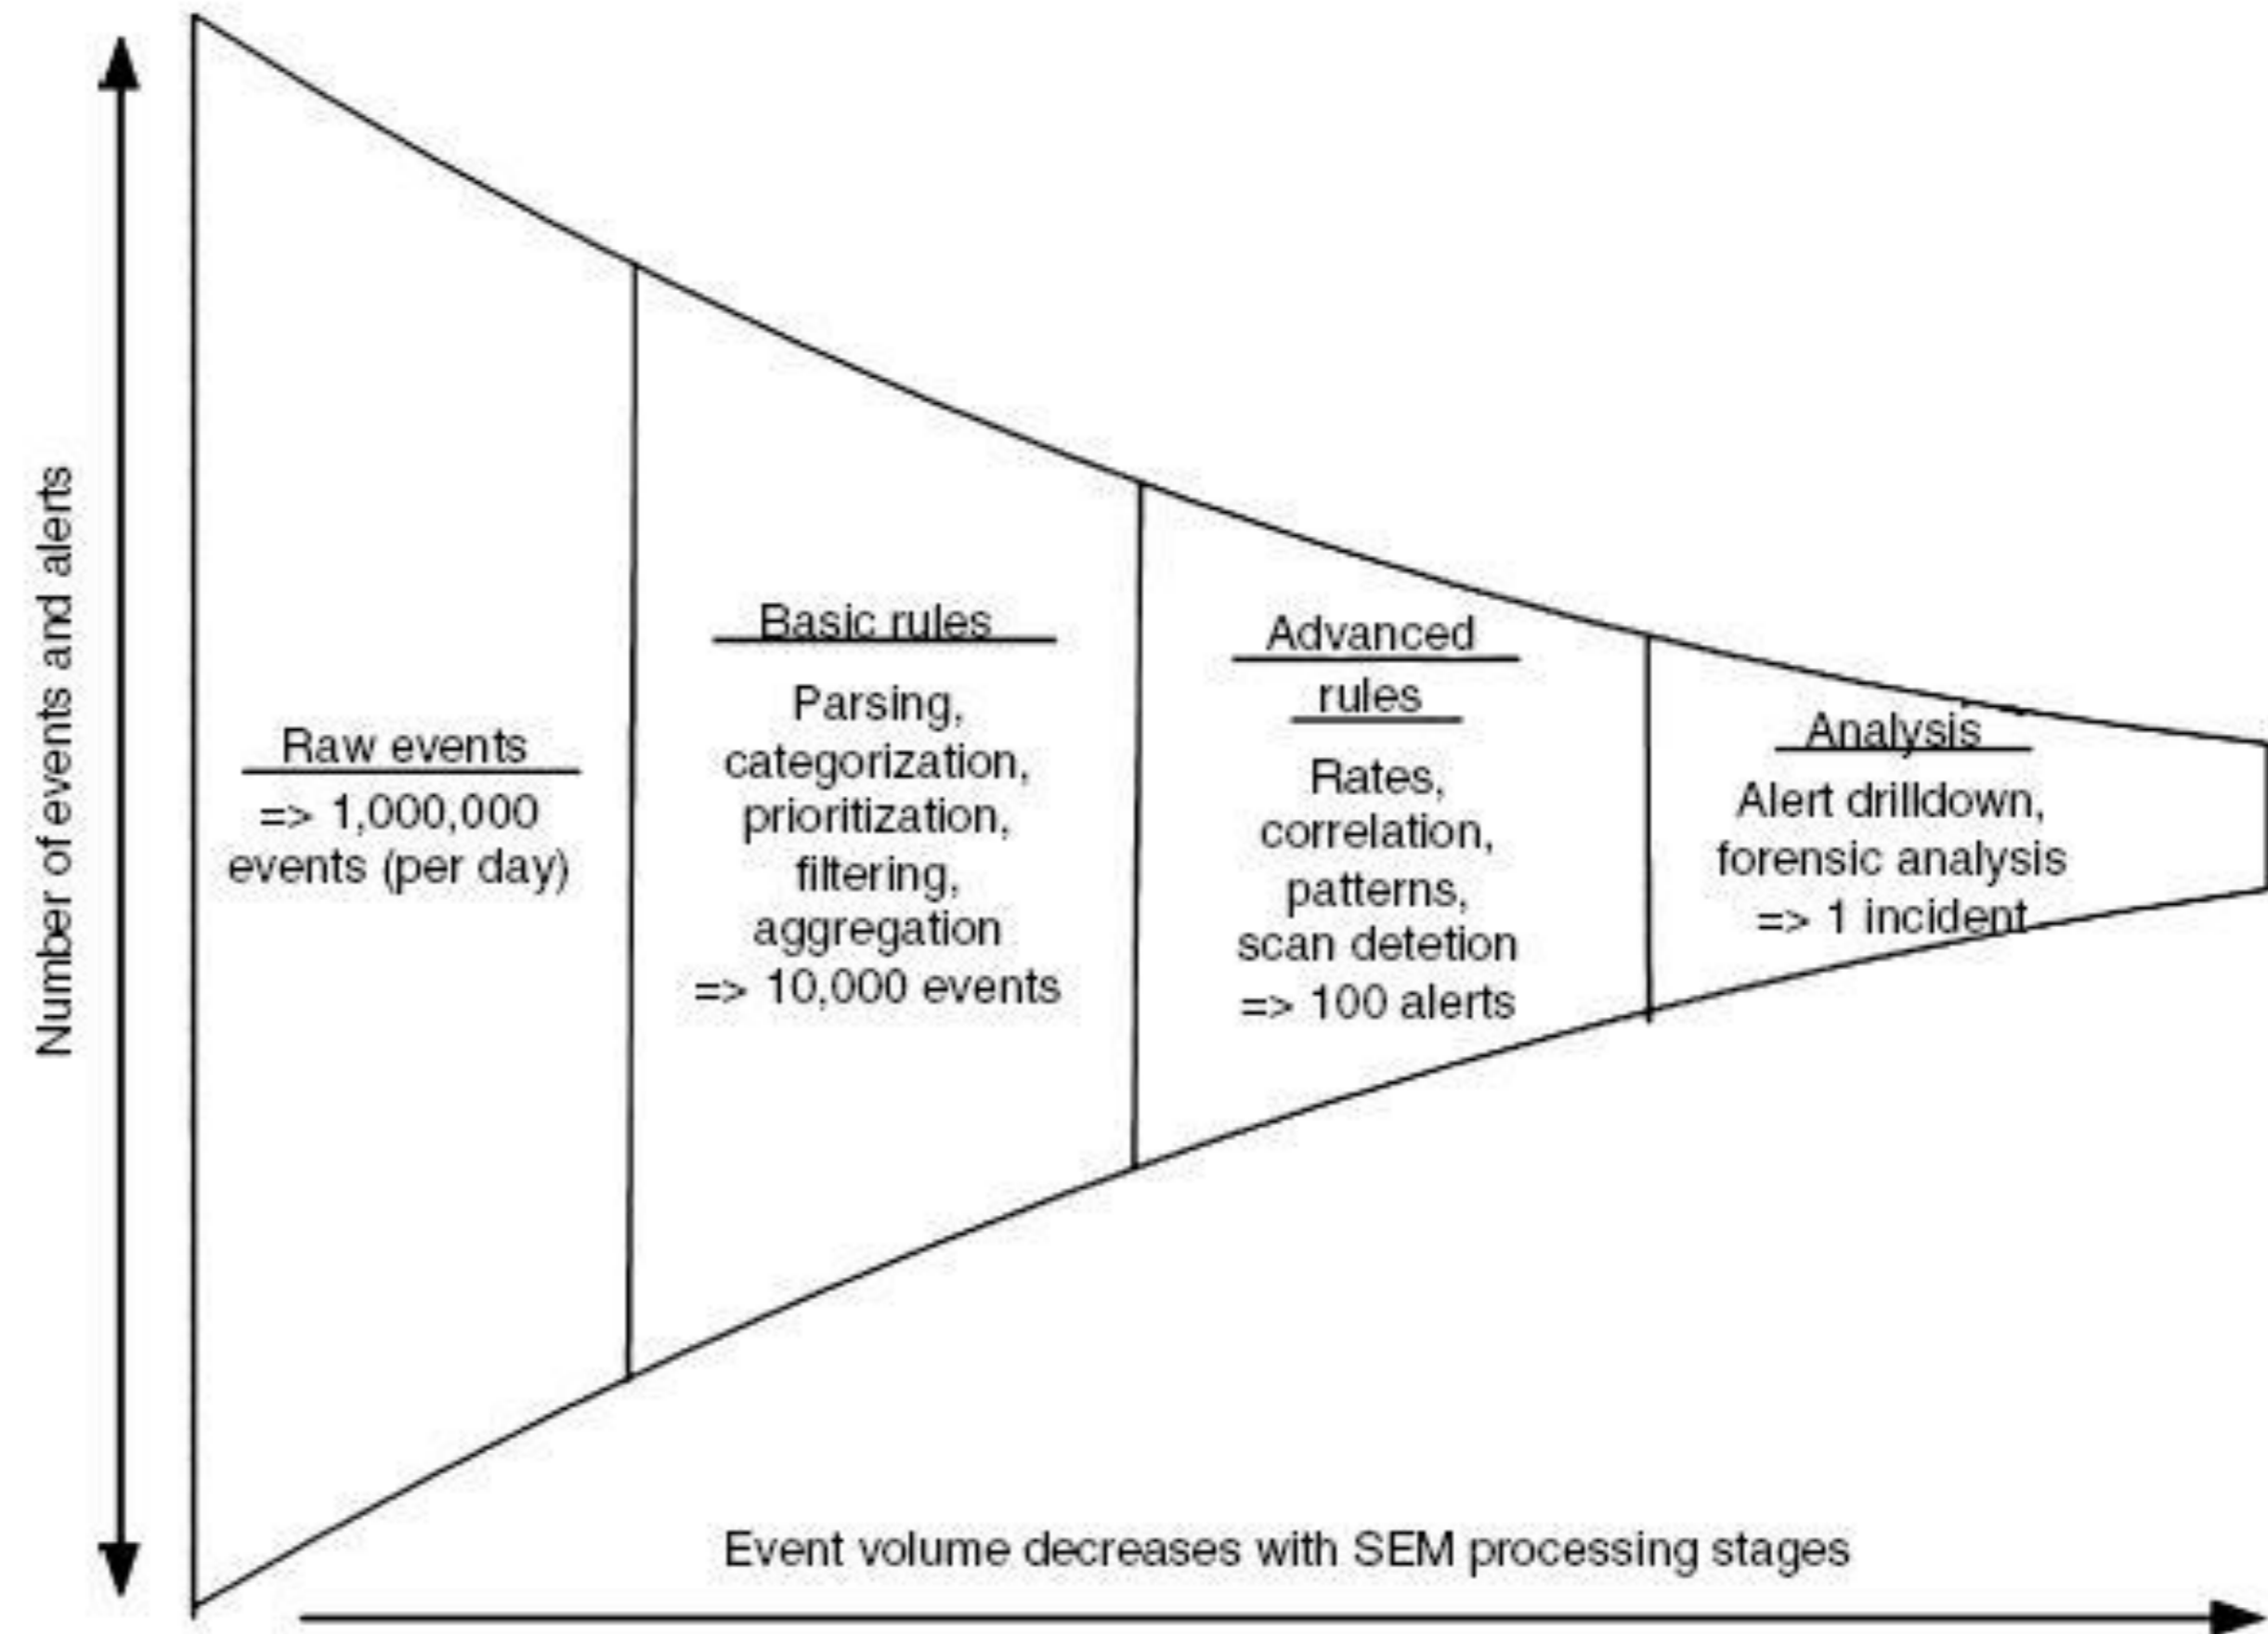 Number of events and alerts
Raw events
=> 1,000,000
events (per day)
Basic rules
Parsing,
categorization,
prioritization,
filtering,
aggregation
=> 10,000 events
Advanced
rules
Rates,
correlation,
patterns,
scan detetion
=> 100 alerts
Analysis
Alert drilldown,
forensic analysis
=> 1 incident
Event volume decreases with SEM processing stages